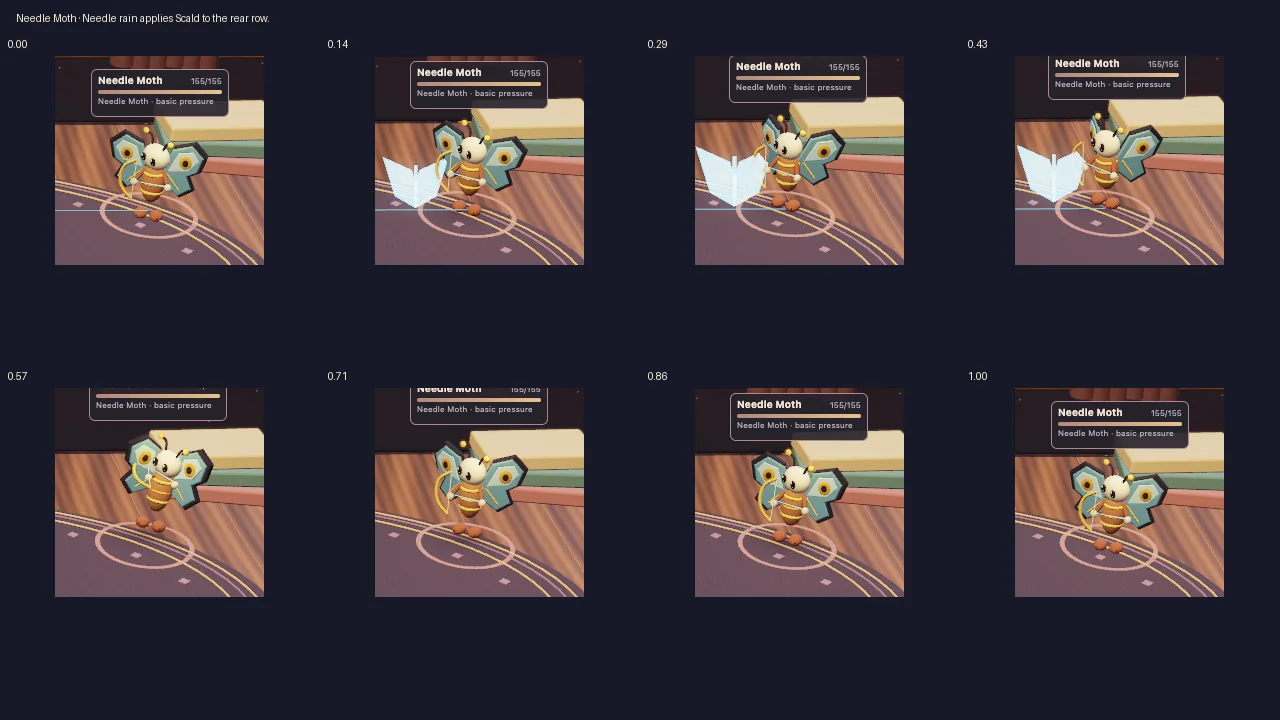 Needle Moth · Needle rain applies Scald to the rear row.
0.00
0.14
0.29
0.43
Needle Moth 155/155
Needle Moth · basic pressure
Needle Moth 155/155
Needle Moth · basic pressure
Needle Moth 155/155
Needle Moth · basic pressure
Needle Moth 155/155
Needle Moth · basic pressure
0.57
0.71
0.86
1.00
Needle Moth · basic pressure
Needle Moth 155/155
Needle Moth · basic pressure
Needle Moth 155/155
Needle Moth · basic pressure
Needle Moth 155/155
Needle Moth · basic pressure